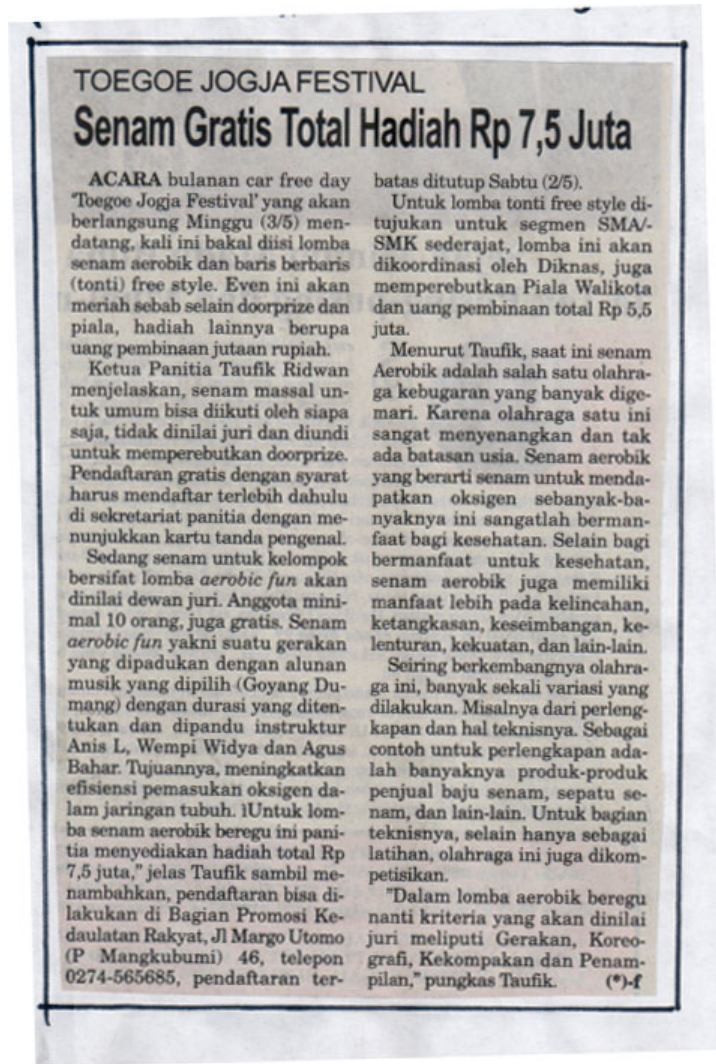 TOEGOE JOGJA FESTIVAL
Senam Gratis Total Hadiah Rp 7,5 Juta
ACARA bulanan car free day
'Toegoe Jogja Festival' yang akan
berlangsung Minggu (3/5) men-
datang, kali ini bakal diisi lomba
senam aerobik dan baris berbaris
(tonti) free style. Even ini akan
meriah sebab selain doorprize dan
piala, hadiah lainnya berupa
uang pembinaan jutaan rupiah.
Ketua Panitia Taufik Ridwan
menjelaskan, senam massal un-
tuk umum bisa diikuti oleh siapa
saja, tidak dinilai juri dan diundi
untuk memperebutkan doorprize.
Pendaftaran gratis dengan syarat
harus mendaftar terlebih dahulu
di sekretariat panitia dengan me-
nunjukkan kartu tanda pengenal.
Sedang senam untuk kelompok
bersifat lomba aerobic fun akan
dinilai dewan juri. Anggota mini-
mal 10 orang, juga gratis. Senam
aerobic fun yakni suatu gerakan
yang dipadukan dengan alunan
musik yang dipilih (Goyang Du-
mang) dengan durasi yang diten-
tukan dan dipandu instruktur
Anis L, Wempi Widya dan Agus
Bahar. Tujuannya, meningkatkan
efisiensi pemasukan oksigen da-
lam jaringan tubuh. lUntuk lom-
ba senam aerobik beregu ini pani-
tia menyediakan hadiah total Rp
7,5 juta," jelas Taufik sambil me-
nambahkan, pendaftaran bisa di-
lakukan di Bagian Promosi Ke-
daulatan Rakyat, Jl Margo Utomo
(P Mangkubumi) 46, telepon
0274-565685, pendaftaran ter-
batas ditutup Sabtu (2/5).
Untuk lomba tonti free style di-
tujukan untuk segmen SMA/-
SMK sederajat, lomba ini akan
dikoordinasi oleh Diknas, juga
memperebutkan Piala Walikota
dan uang pembinaan total Rp 5,5
juta.
Menurut Taufik, saat ini senam
Aerobik adalah salah satu olahra-
ga kebugaran yang banyak dige-
mari. Karena olahraga satu ini
sangat menyenangkan dan tak
ada batasan usia. Senam aerobik
yang berarti senam untuk menda-
patkan oksigen sebanyak-ba-
nyaknya ini sangatlah berman-
faat bagi kesehatan. Selain bagi
bermanfaat untuk kesehatan,
senam aerobik juga memiliki
manfaat lebih pada kelincahan,
ketangkasan, keseimbangan, ke-
lenturan, kekuatan, dan lain-lain.
Seiring berkembangnya olahra-
ga ini, banyak sekali variasi yang
dilakukan. Misalnya dari perleng-
kapan dan hal teknisnya. Sebagai
contoh untuk perlengkapan ada-
lah banyaknya produk-produk
penjual baju senam, sepatu se-
nam, dan lain-lain. Untuk bagian
teknisnya, selain hanya sebagai
latihan, olahraga ini juga dikom-
petisikan.
"Dalam lomba aerobik beregu
nanti kriteria yang akan dinilai
juri meliputi Gerakan, Koreo-
grafi, Kekompakan dan Penam-
pilan," pungkas Taufik. (*)-f